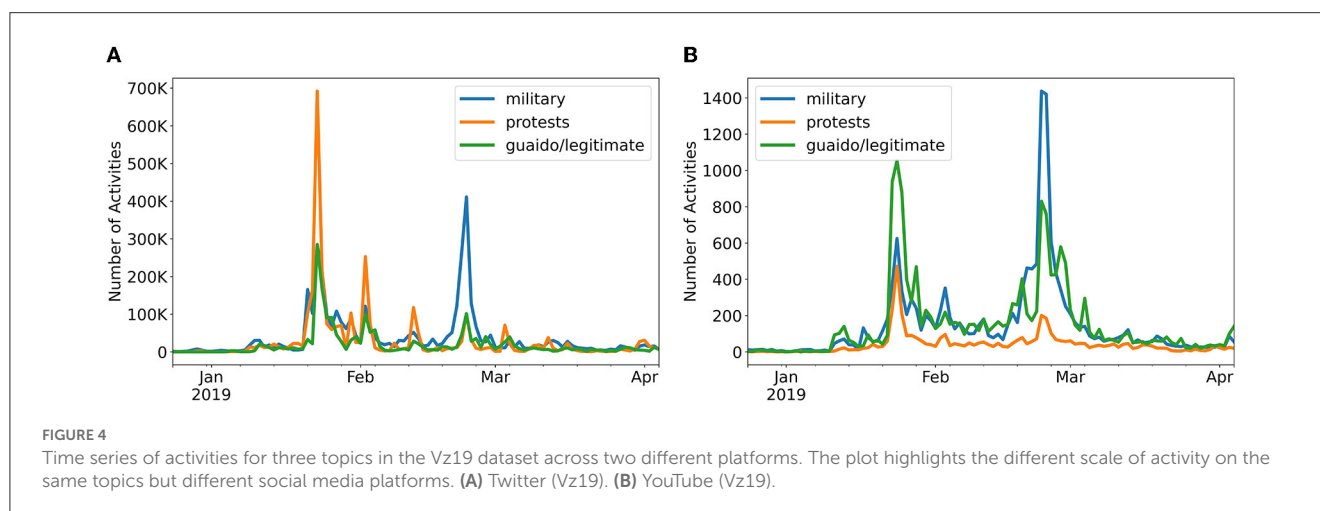 A
Number of Activities
700K
600K
500K
400K
300K
200K
100K
0
military
protests
guaido/legitimate
Jan
2019
Feb
Mar
Apr
B
Number of Activities
1400
1200
1000
800
600
400
200
0
military
protests
guaido/legitimate
Jan
2019
Feb
Mar
Apr
FIGURE 4
Time series of activities for three topics in the Vz19 dataset across two different platforms. The plot highlights the different scale of activity on the
same topics but different social media platforms. (A) Twitter (Vz19). (B) YouTube (Vz19).